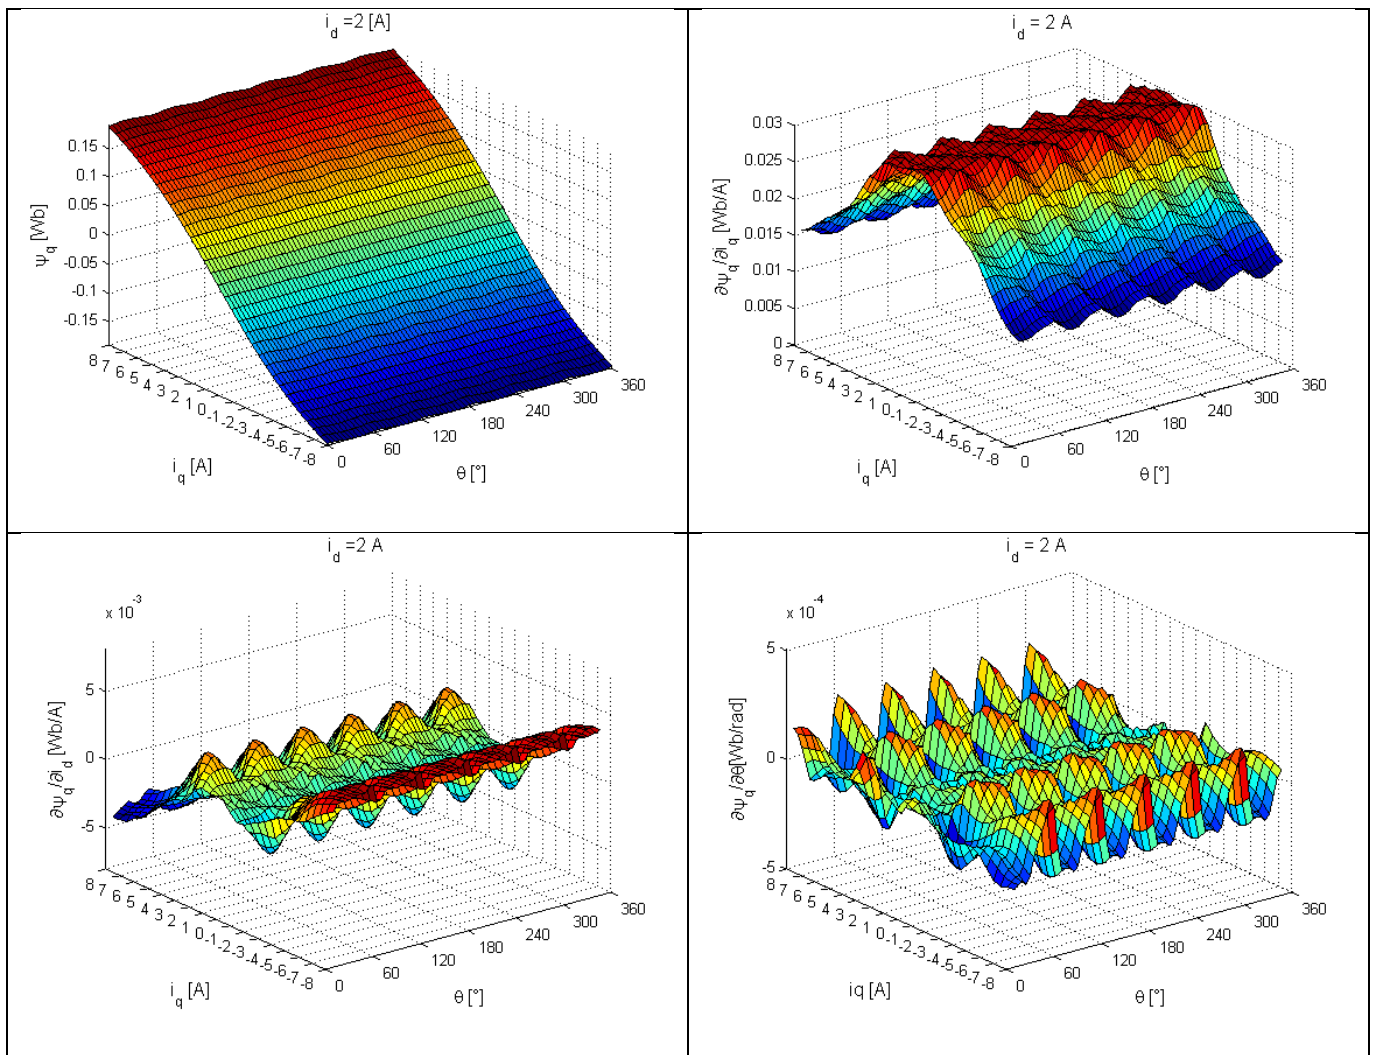 i_d =2 [A]
ψ_q [Wb]
0.15
0.1
0.05
0
-0.05
-0.1
-0.15
8 7 6 5 4 3 2 1 0 -1 -2 -3 -4 -5 -6 -7 -8
i_q [A]
0 60 120 180 240 300 360
θ [°]
i_d = 2 A
∂ψ_q/∂i_q [Wb/A]
0.03
0.025
0.02
0.015
0.01
0.005
0
8 7 6 5 4 3 2 1 0 -1 -2 -3 -4 -5 -6 -7 -8
i_q [A]
0 60 120 180 240 300 360
θ [°]
i_d =2 A
x 10^-3
∂ψ_q/∂i_d [Wb/A]
5
0
-5
8 7 6 5 4 3 2 1 0 -1 -2 -3 -4 -5 -6 -7 -8
i_q [A]
0 60 120 180 240 300 360
θ [°]
i_d = 2 A
x 10^-4
∂ψ_q/∂θ[Wb/rad]
5
0
-5
8 7 6 5 4 3 2 1 0 -1 -2 -3 -4 -5 -6 -7 -8
iq [A]
0 60 120 180 240 300 360
θ [°]